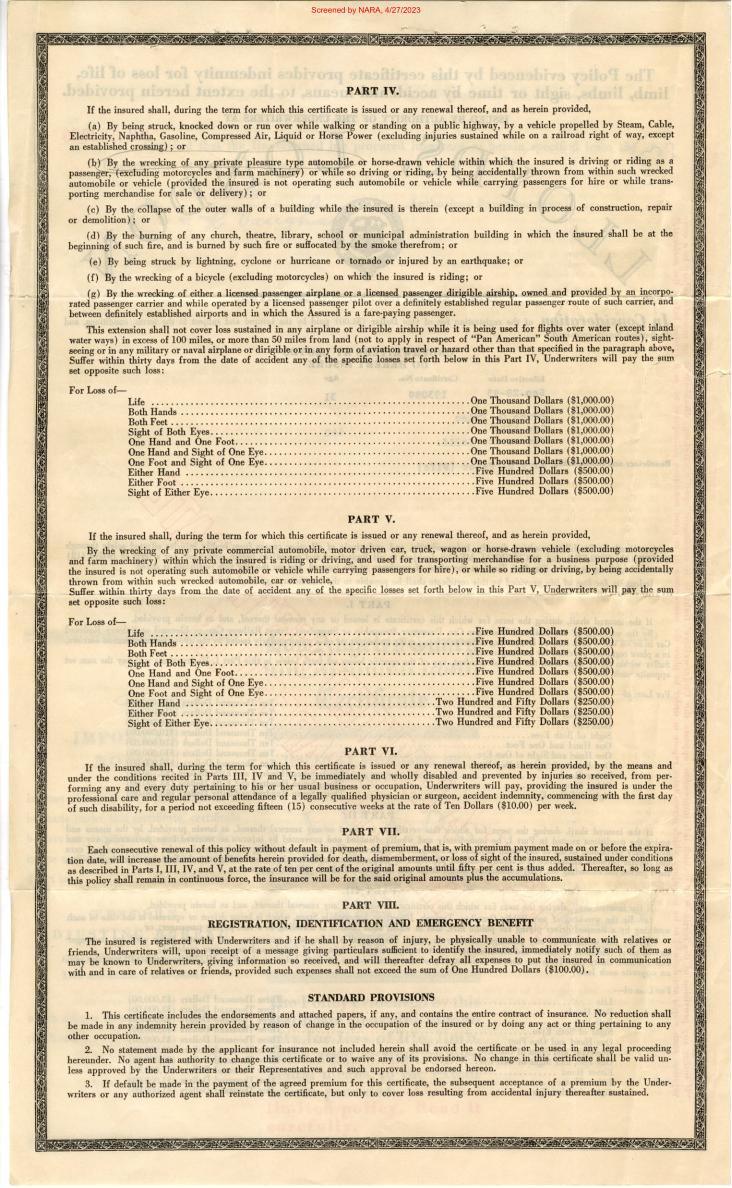 Screened by NARA, 4/27/2023
PART IV.
If the insured shall, during the term for which this certificate is issued or any renewal thereof, and as herein provided,
(a) By being struck, knocked down or run over while walking or standing on a public highway, by a vehicle propelled by Steam, Cable,
Electricity, Naphtha, Gasoline, Compressed Air, Liquid or Horse Power (excluding injuries sustained while on a railroad right of way, except
an established crossing) ; or
(b) By the wrecking of any private pleasure type automobile or horse-drawn vehicle within which the insured is driving or riding as a
passenger, (excluding motorcycles and farm machinery) or while so driving or riding, by being accidentally thrown from within such wrecked
automobile or vehicle (provided the insured is not operating such automobile or vehicle while carrying passengers for hire or while trans-
porting merchandise for sale or delivery) ; or
(c) By the collapse of the outer walls of a building while the insured is therein (except a building in process of construction, repair
or demolition) ; or
(d) By the burning of any church, theatre, library, school or municipal administration building in which the insured shall be at the
beginning of such fire, and is burned by such fire or suffocated by the smoke therefrom; or
(e) By being struck by lightning, cyclone or hurricane or tornado or injured by an earthquake; or
(f) By the wrecking of a bicycle (excluding motorcycles) on which the insured is riding; or
(g) By the wrecking of either a licensed passenger airplane or a licensed passenger dirigible airship, owned and provided by an incorpo-
rated passenger carrier and while operated by a licensed passenger pilot over a definitely established regular passenger route of such carrier, and
between definitely established airports and in which the Assured is a fare-paying passenger.
This extension shall not cover loss sustained in any airplane or dirigible airship while it is being used for flights over water (except inland
water ways) in excess of 100 miles, or more than 50 miles from land (not to apply in respect of "Pan American" South American routes), sight-
seeing or in any military or naval airplane or dirigible or in any form of aviation travel or hazard other than that specified in the paragraph above,
Suffer within thirty days from the date of accident any of the specific losses set forth below in this Part IV, Underwriters will pay the sum
set opposite such loss:
For Loss of—
Life ........ One Thousand Dollars ($1,000.00)
Both Hands ........ One Thousand Dollars ($1,000.00)
Both Feet ........ One Thousand Dollars ($1,000.00)
Sight of Both Eyes ........ One Thousand Dollars ($1,000.00)
One Hand and One Foot ........ One Thousand Dollars ($1,000.00)
One Hand and Sight of One Eye ........ One Thousand Dollars ($1,000.00)
One Foot and Sight of One Eye ........ One Thousand Dollars ($1,000.00)
Either Hand ........ Five Hundred Dollars ($500.00)
Either Foot ........ Five Hundred Dollars ($500.00)
Sight of Either Eye ........ Five Hundred Dollars ($500.00)
PART V.
If the insured shall, during the term for which this certificate is issued or any renewal thereof, and as herein provided,
By the wrecking of any private commercial automobile, motor driven car, truck, wagon or horse-drawn vehicle (excluding motorcycles
and farm machinery) within which the insured is riding or driving, and used for transporting merchandise for a business purpose (provided
the insured is not operating such automobile or vehicle while carrying passengers for hire), or while so riding or driving, by being accidentally
thrown from within such wrecked automobile, car or vehicle,
Suffer within thirty days from the date of accident any of the specific losses set forth below in this Part V, Underwriters will pay the sum
set opposite such loss:
For Loss of—
Life ........ Five Hundred Dollars ($500.00)
Both Hands ........ Five Hundred Dollars ($500.00)
Both Feet ........ Five Hundred Dollars ($500.00)
Sight of Both Eyes ........ Five Hundred Dollars ($500.00)
One Hand and One Foot ........ Five Hundred Dollars ($500.00)
One Hand and Sight of One Eye ........ Five Hundred Dollars ($500.00)
One Foot and Sight of One Eye ........ Five Hundred Dollars ($500.00)
Either Hand ........ Two Hundred and Fifty Dollars ($250.00)
Either Foot ........ Two Hundred and Fifty Dollars ($250.00)
Sight of Either Eye ........ Two Hundred and Fifty Dollars ($250.00)
PART VI.
If the insured shall, during the term for which this certificate is issued or any renewal thereof, as herein provided, by the means and
under the conditions recited in Parts III, IV and V, be immediately and wholly disabled and prevented by injuries so received, from per-
forming any and every duty pertaining to his or her usual business or occupation, Underwriters will pay, providing the insured is under the
professional care and regular personal attendance of a legally qualified physician or surgeon, accident indemnity, commencing with the first day
of such disability, for a period not exceeding fifteen (15) consecutive weeks at the rate of Ten Dollars ($10.00) per week.
PART VII.
Each consecutive renewal of this policy without default in payment of premium, that is, with premium payment made on or before the expira-
tion date, will increase the amount of benefits herein provided for death, dismemberment, or loss of sight of the insured, sustained under conditions
as described in Parts I, III, IV, and V, at the rate of ten per cent of the original amounts until fifty per cent is thus added. Thereafter, so long as
this policy shall remain in continuous force, the insurance will be for the said original amounts plus the accumulations.
PART VIII.
REGISTRATION, IDENTIFICATION AND EMERGENCY BENEFIT
The insured is registered with Underwriters and if he shall by reason of injury, be physically unable to communicate with relatives or
friends, Underwriters will, upon receipt of a message giving particulars sufficient to identify the insured, immediately notify such of them as
may be known to Underwriters, giving information so received, and will thereafter defray all expenses to put the insured in communication
with and in care of relatives or friends, provided such expenses shall not exceed the sum of One Hundred Dollars ($100.00).
STANDARD PROVISIONS
1. This certificate includes the endorsements and attached papers, if any, and contains the entire contract of insurance. No reduction shall
be made in any indemnity herein provided by reason of change in the occupation of the insured or by doing any act or thing pertaining to any
other occupation.
2. No statement made by the applicant for insurance not included herein shall avoid the certificate or be used in any legal proceeding
hereunder. No agent has authority to change this certificate or to waive any of its provisions. No change in this certificate shall be valid un-
less approved by the Underwriters or their Representatives and such approval be endorsed hereon.
3. If default be made in the payment of the agreed premium for this certificate, the subsequent acceptance of a premium by the Under-
writers or any authorized agent shall reinstate the certificate, but only to cover loss resulting from accidental injury thereafter sustained.